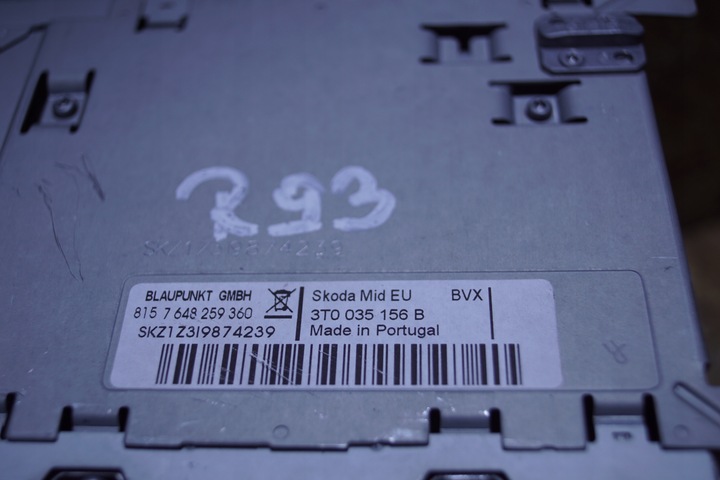 R93
SKZ1Z3I9874239
BLAUPUNKT GMBH
815 7 648 259 360
SKZ1Z3I9874239
Skoda Mid EU BVX
3T0 035 156 B
Made in Portugal